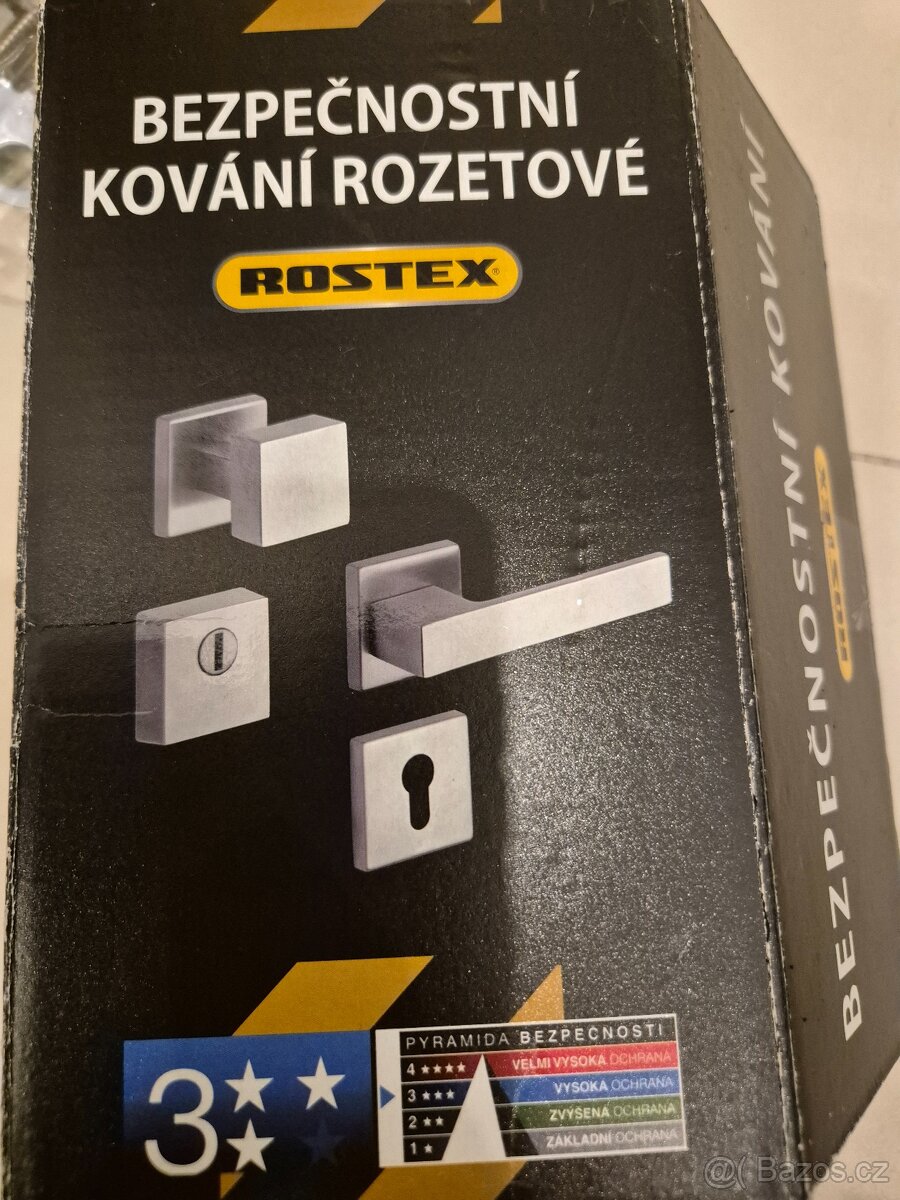 BEZPEČNOSTNÍ
KOVÁNÍ ROZETOVÉ
ROSTEX®
BEZPEČNOSTNÍ KOVÁNÍ
ROSTEX
3
PYRAMIDA BEZPEČNOSTI
4 ★★★★ VELMI VYSOKÁ OCHRANA
3 ★★★ VYSOKÁ OCHRANA
2 ★★ ZVÝŠENÁ OCHRANA
1 ★ ZÁKLADNÍ OCHRANA
@ Bazos.cz